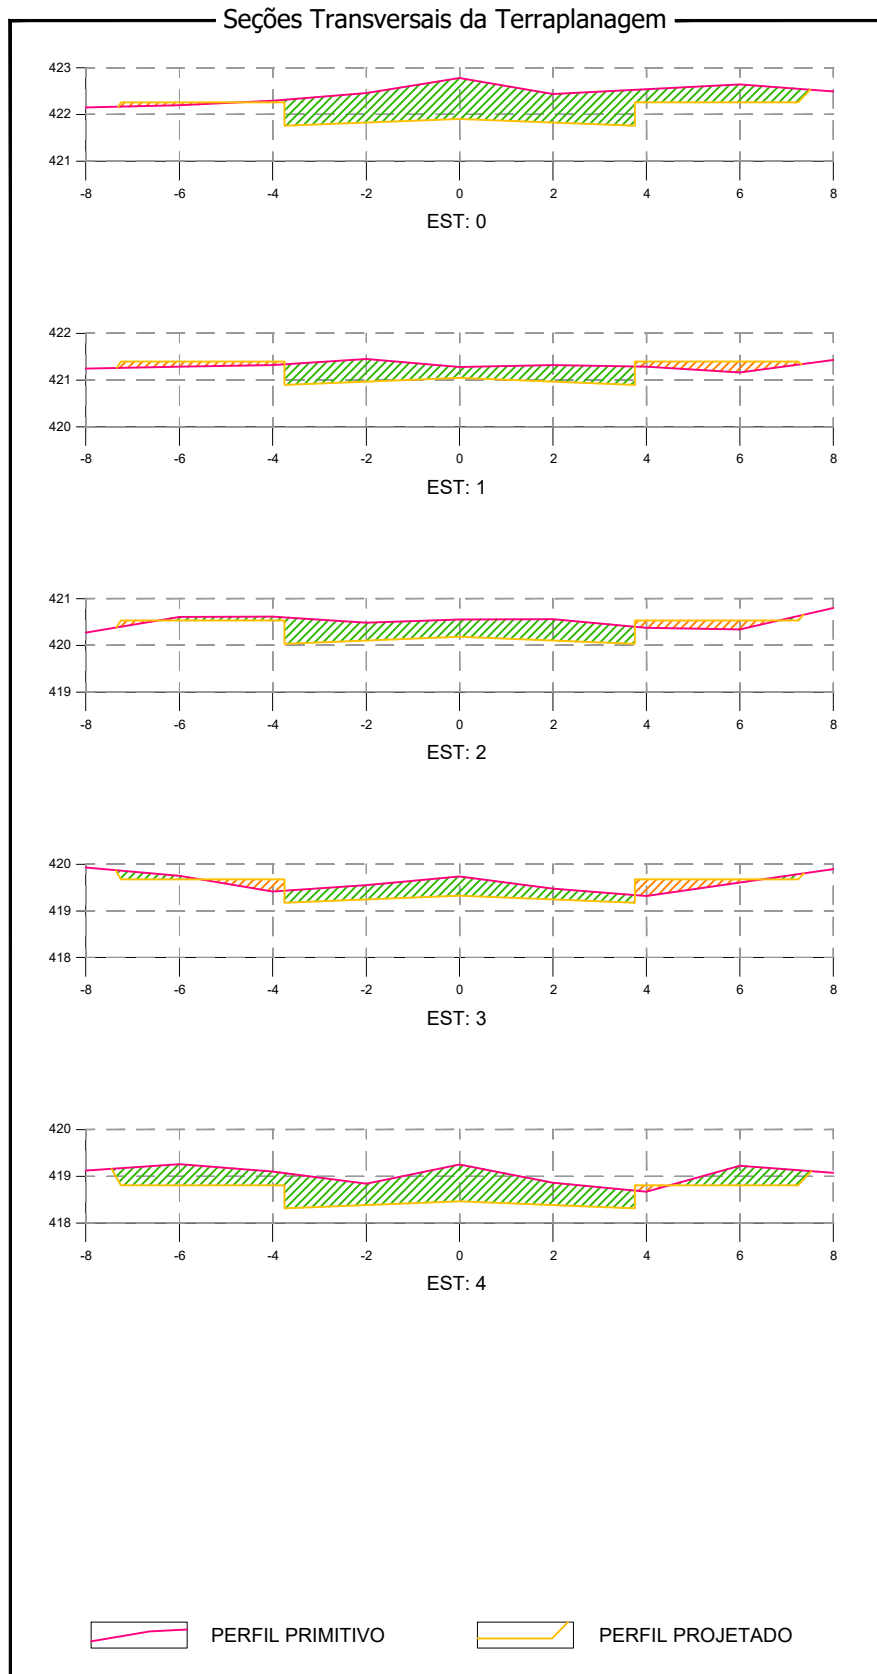 Seções Transversais da Terraplanagem
423
422
421
-8 -6 -4 -2 0 2 4 6 8
EST: 0
422
421
420
-8 -6 -4 -2 0 2 4 6 8
EST: 1
421
420
419
-8 -6 -4 -2 0 2 4 6 8
EST: 2
420
419
418
-8 -6 -4 -2 0 2 4 6 8
EST: 3
420
419
418
-8 -6 -4 -2 0 2 4 6 8
EST: 4
PERFIL PRIMITIVO PERFIL PROJETADO